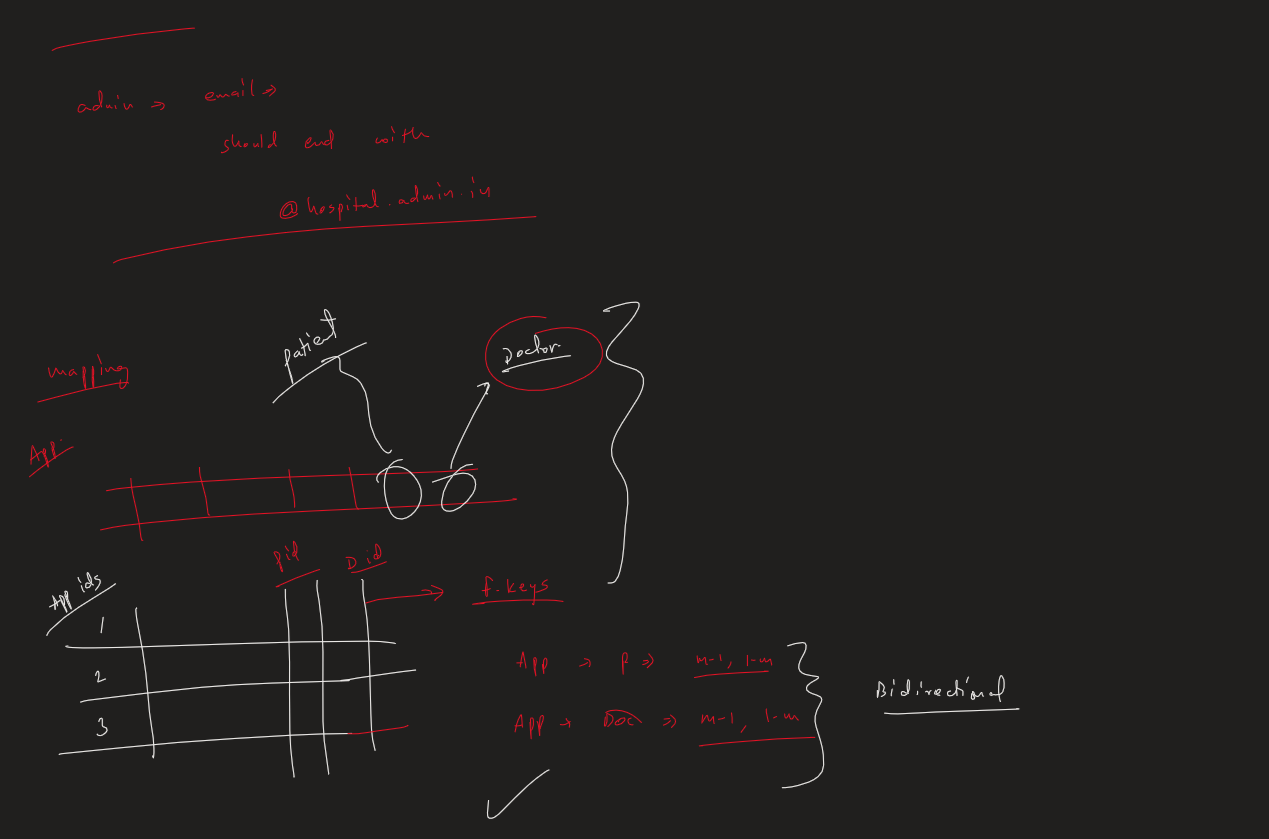 admin → email →
should end with
@hospital.admin.in
Patient
Doctor
mapping
App.
Pid
D id
App ids
f.keys
1
App → P → m-1, 1-m
2
Bidirectional
App → Doc → m-1, 1-m
3